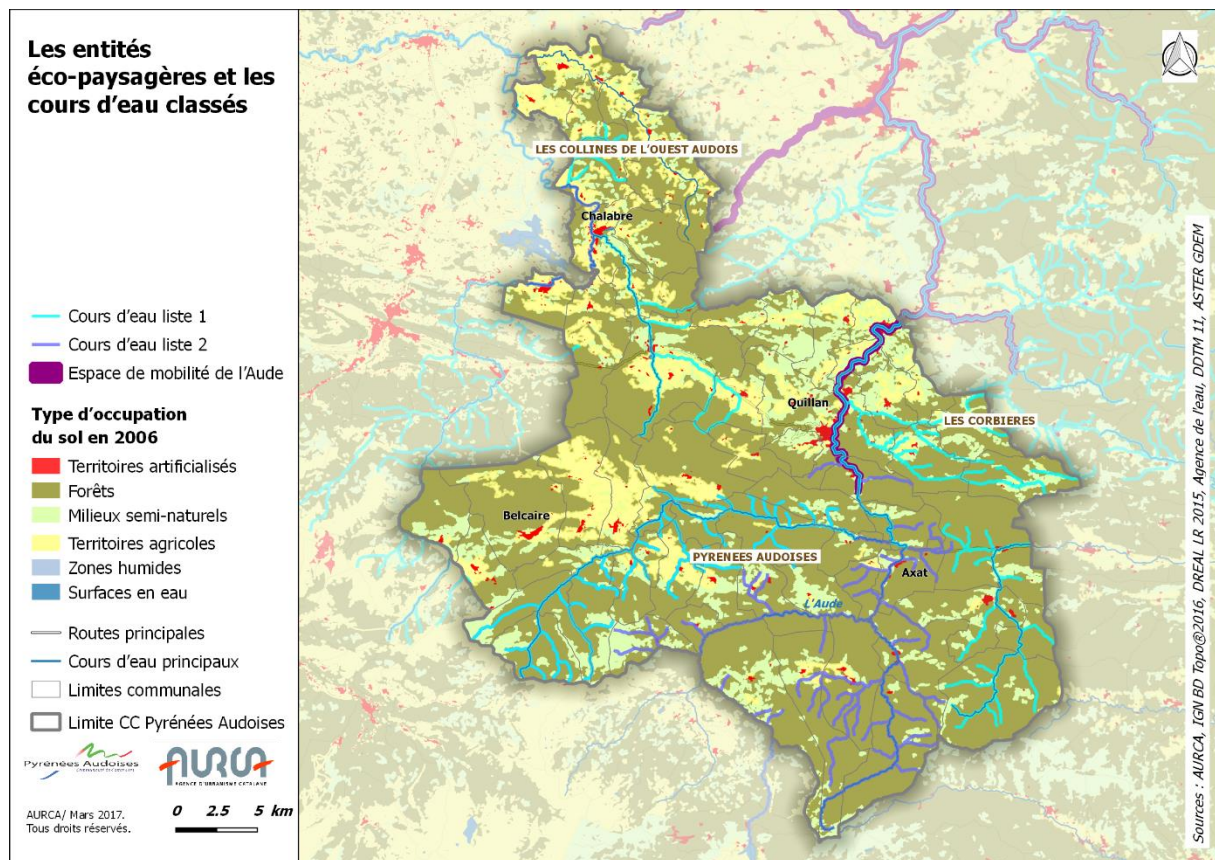 Les entités
éco-paysagères et les
cours d'eau classés
Cours d'eau liste 1
Cours d'eau liste 2
Espace de mobilité de l'Aude
Type d'occupation
du sol en 2006
Territoires artificialisés
Forêts
Milieux semi-naturels
Territoires agricoles
Zones humides
Surfaces en eau
Routes principales
Cours d'eau principaux
Limites communales
Limite CC Pyrénées Audoises
Pyrénées Audoises
AURCA
AGENCE D'URBANISME CATALANE
AURCA/ Mars 2017.
Tous droits réservés.
0 2.5 5 km
LES COLLINES DE L'OUEST AUDOIS
Chalabre
Quillan
LES CORBIERES
Belcaire
PYRENEES AUDOISES
Axat
L'Aude
Sources : AURCA, IGN BD Topo®2016, DREAL LR 2015, Agence de l'eau, DDTM 11, ASTER GDEM